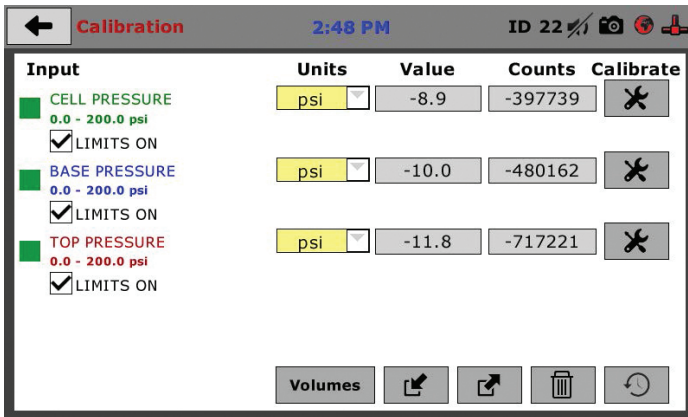 Calibration 2:48 PM ID 22
Input Units Value Counts Calibrate
CELL PRESSURE psi -8.9 -397739
0.0 - 200.0 psi
LIMITS ON
BASE PRESSURE psi -10.0 -480162
0.0 - 200.0 psi
LIMITS ON
TOP PRESSURE psi -11.8 -717221
0.0 - 200.0 psi
LIMITS ON
Volumes